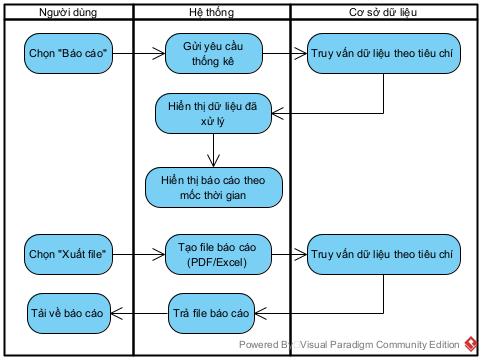 Người dùng
Hệ thống
Cơ sở dữ liệu
Chọn "Báo cáo"
Gửi yêu cầu
thống kê
Truy vấn dữ liệu theo tiêu chí
Hiển thị dữ liệu đã
xử lý
Hiển thị báo cáo theo
mốc thời gian
Chọn "Xuất file"
Tạo file báo cáo
(PDF/Excel)
Truy vấn dữ liệu theo tiêu chí
Tải về báo cáo
Trả file báo cáo
Powered By Visual Paradigm Community Edition